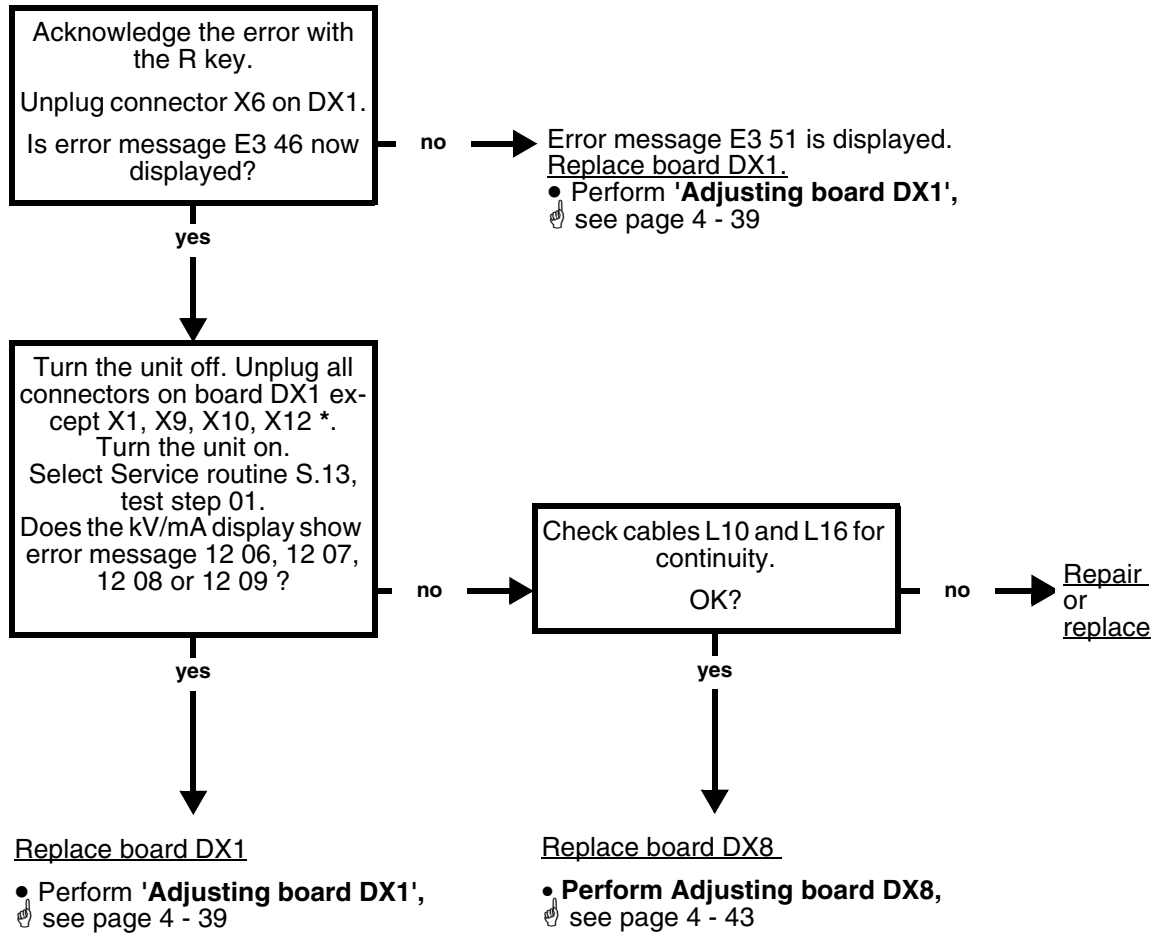 Acknowledge the error with
the R key.
Unplug connector X6 on DX1.
Is error message E3 46 now
displayed?
no
Error message E3 51 is displayed.
Replace board DX1.
● Perform 'Adjusting board DX1',
☝ see page 4 - 39
yes
Turn the unit off. Unplug all
connectors on board DX1 ex-
cept X1, X9, X10, X12 *.
Turn the unit on.
Select Service routine S.13,
test step 01.
Does the kV/mA display show
error message 12 06, 12 07,
12 08 or 12 09 ?
no
Check cables L10 and L16 for
continuity.
OK?
no
Repair
or
replace
yes
yes
Replace board DX1
● Perform 'Adjusting board DX1',
☝ see page 4 - 39
Replace board DX8
● Perform Adjusting board DX8,
☝ see page 4 - 43